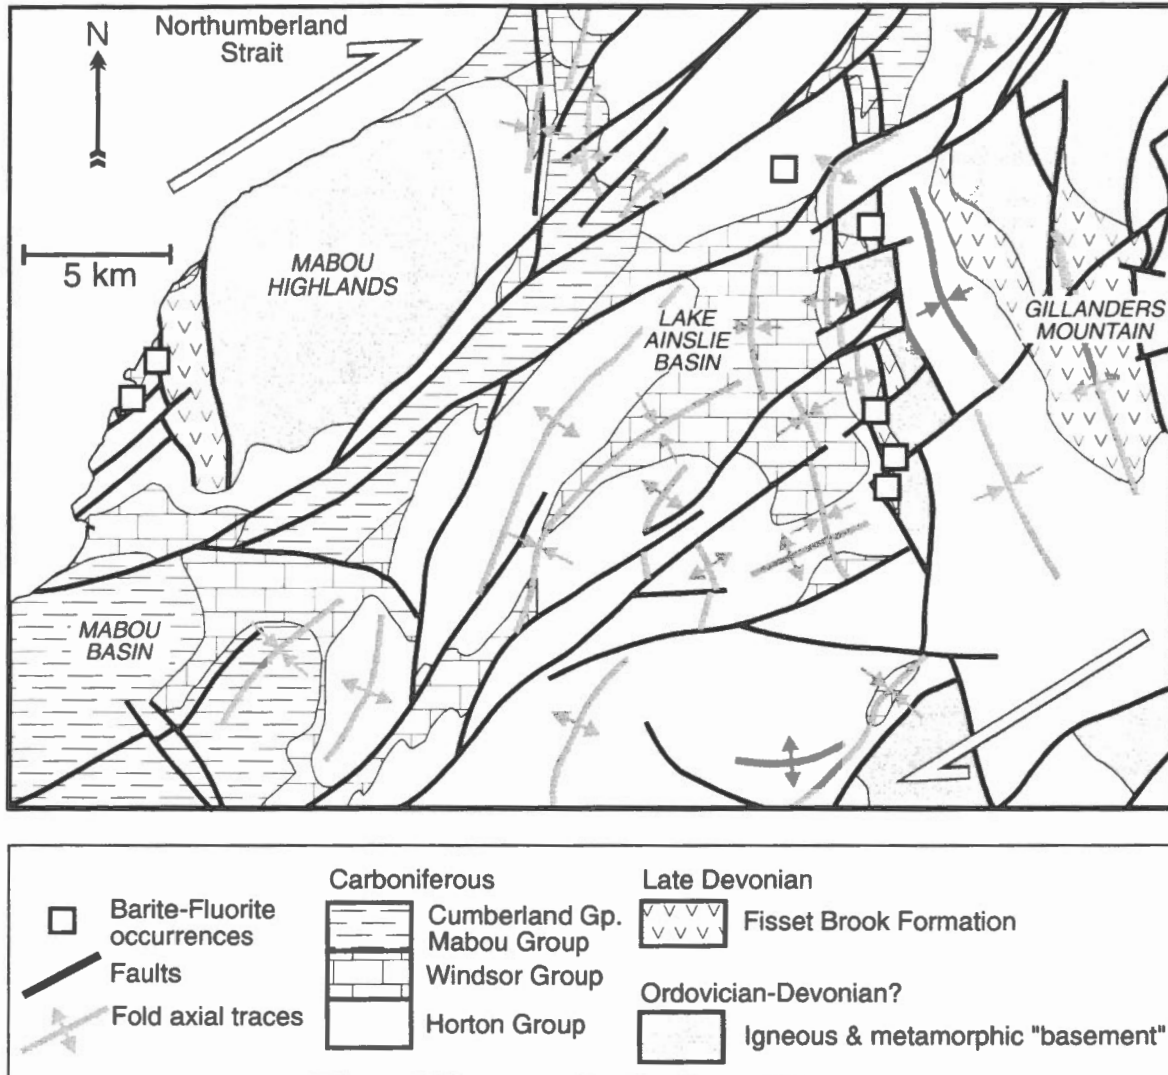 N
Northumberland
Strait
5 km
MABOU
HIGHLANDS
LAKE
AINSLIE
BASIN
GILLANDERS
MOUNTAIN
MABOU
BASIN
Barite-Fluorite
occurrences
Faults
Fold axial traces
Carboniferous
Cumberland Gp.
Mabou Group
Windsor Group
Horton Group
Late Devonian
Fisset Brook Formation
Ordovician-Devonian?
Igneous & metamorphic "basement"